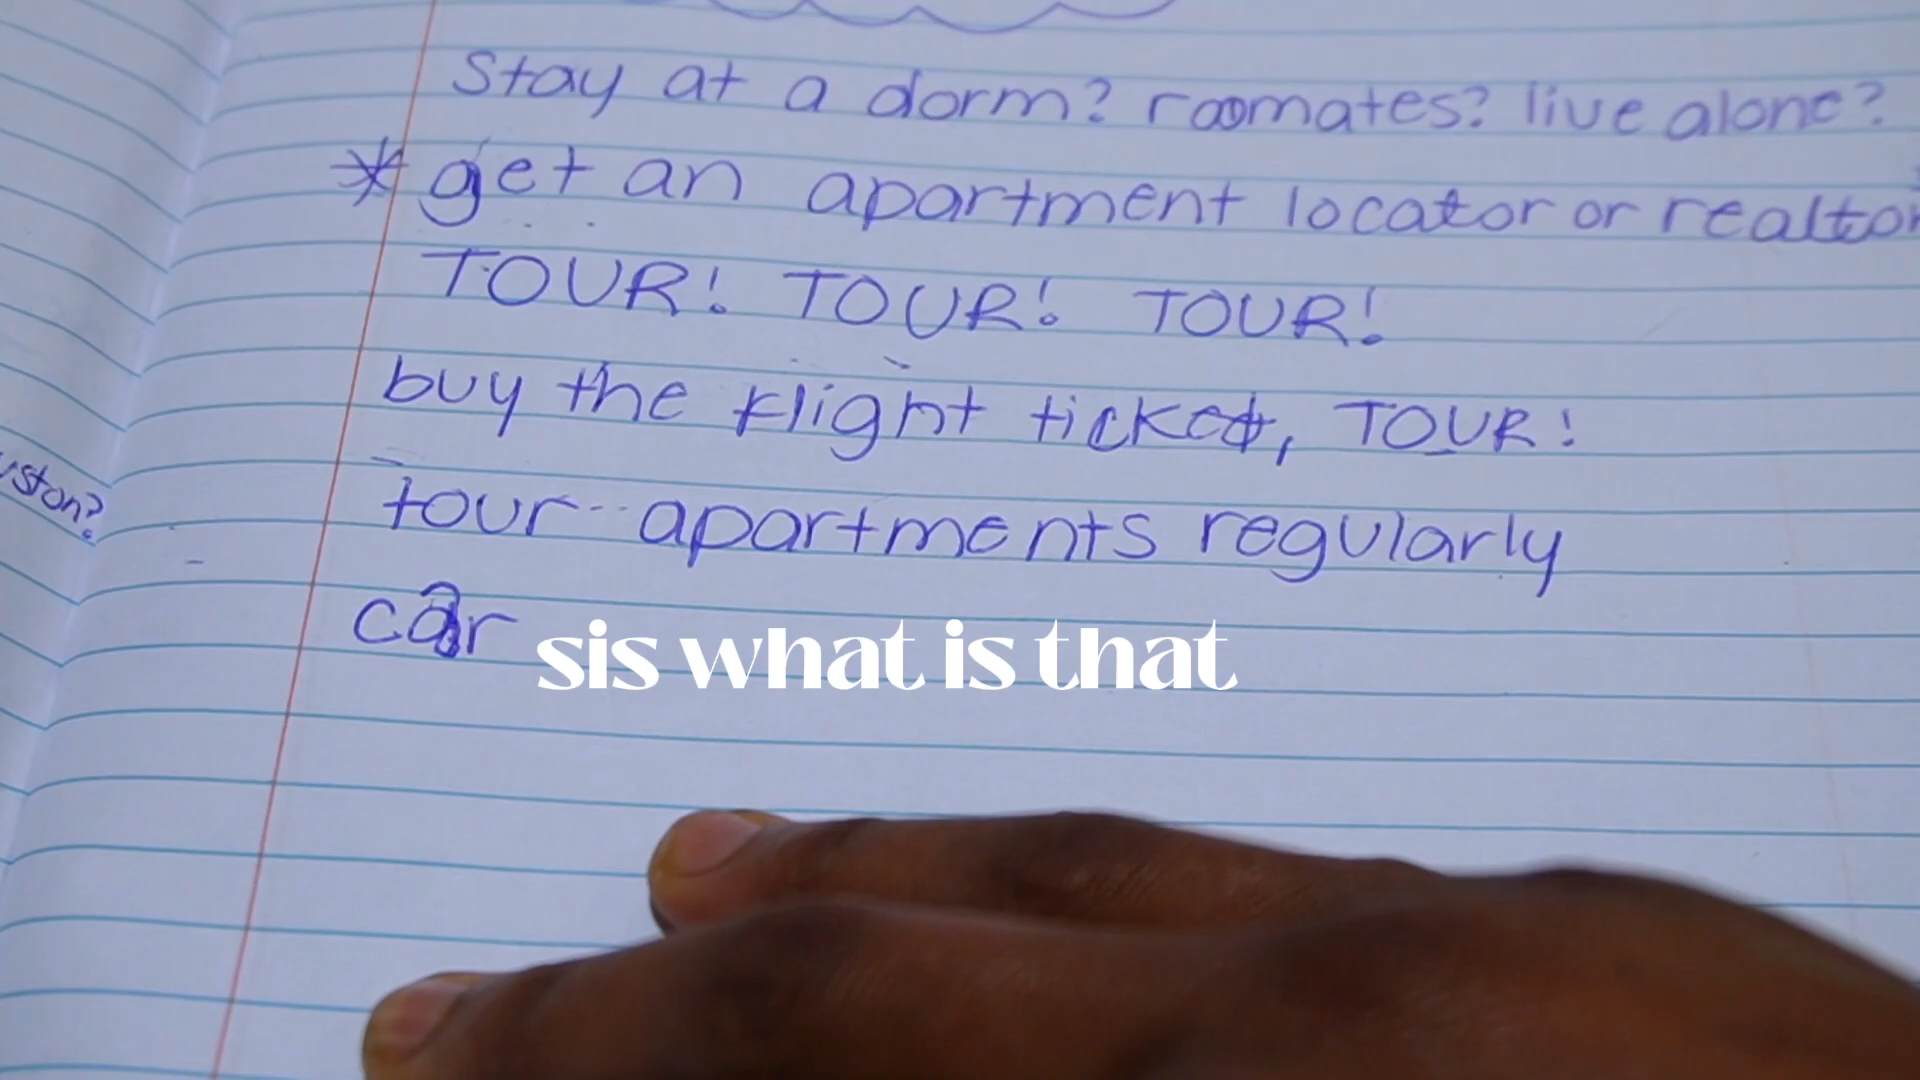 Stay at a dorm? roomates? live alone?
* get an apartment locator or realtor
TOUR! TOUR! TOUR!
buy the flight ticket, TOUR!
tour apartments regularly
car
sis what is that